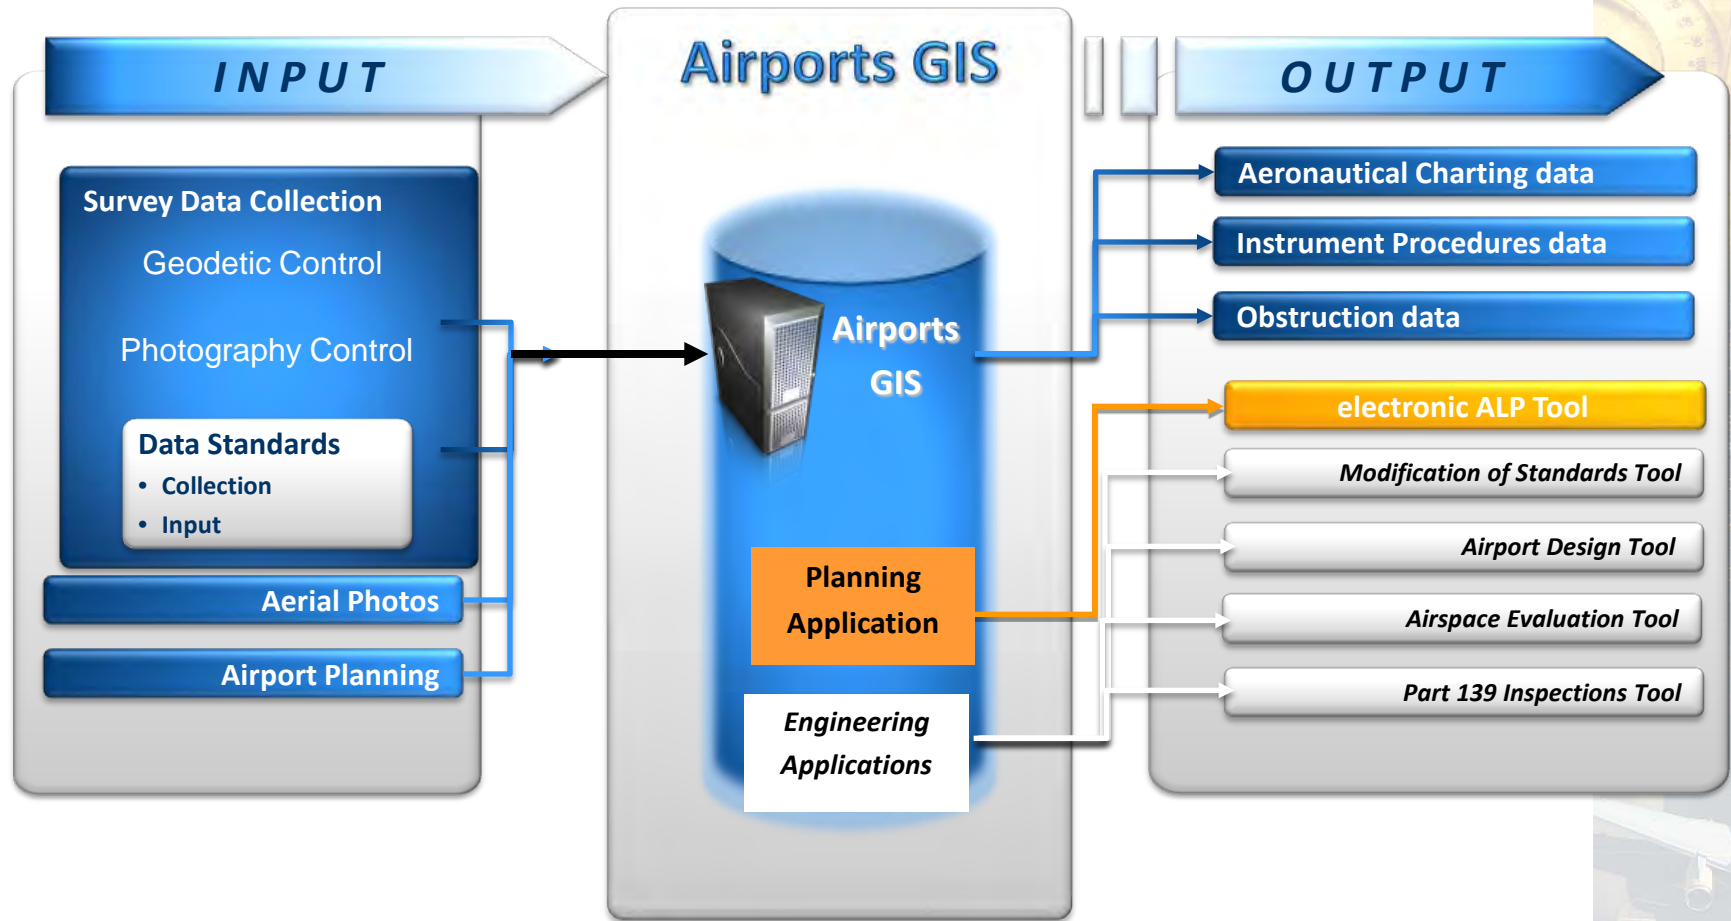 INPUT
Survey Data Collection
Geodetic Control
Photography Control
Data Standards
• Collection
• Input
Aerial Photos
Airport Planning
Airports GIS
Airports
GIS
Planning
Application
Engineering
Applications
OUTPUT
Aeronautical Charting data
Instrument Procedures data
Obstruction data
electronic ALP Tool
Modification of Standards Tool
Airport Design Tool
Airspace Evaluation Tool
Part 139 Inspections Tool